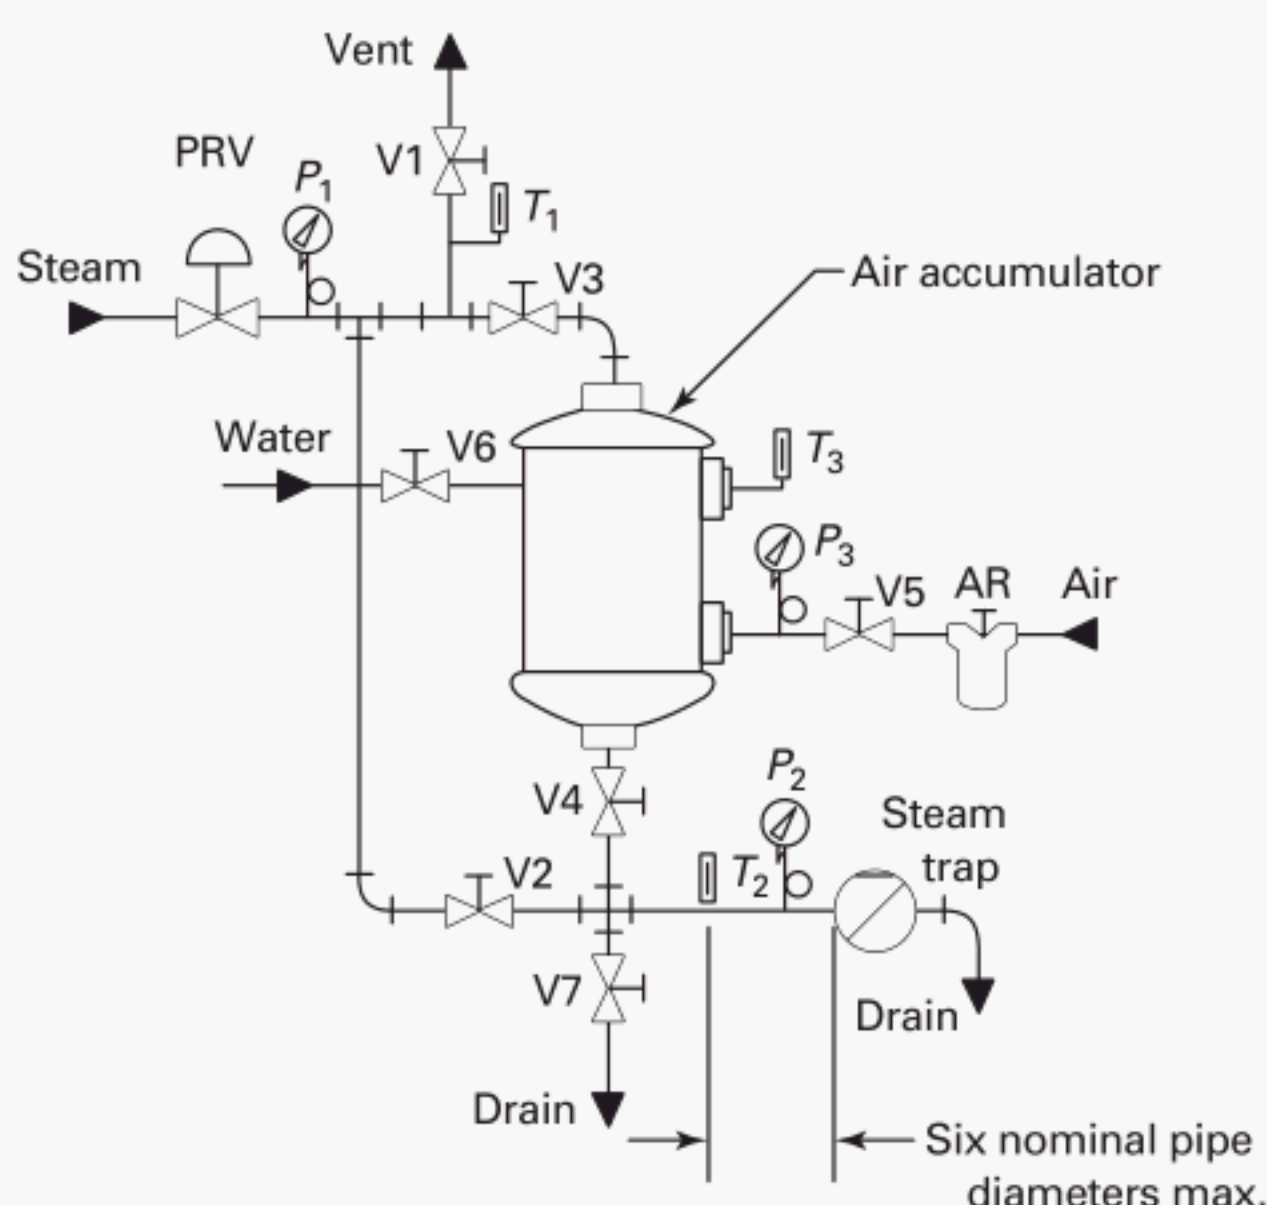 Vent
PRV
P1
V1
T1
Steam
V3
Air accumulator
Water
V6
T3
P3
V5
AR
Air
P2
V4
Steam
trap
V2
T2
V7
Drain
Drain
Six nominal pipe
diameters max.